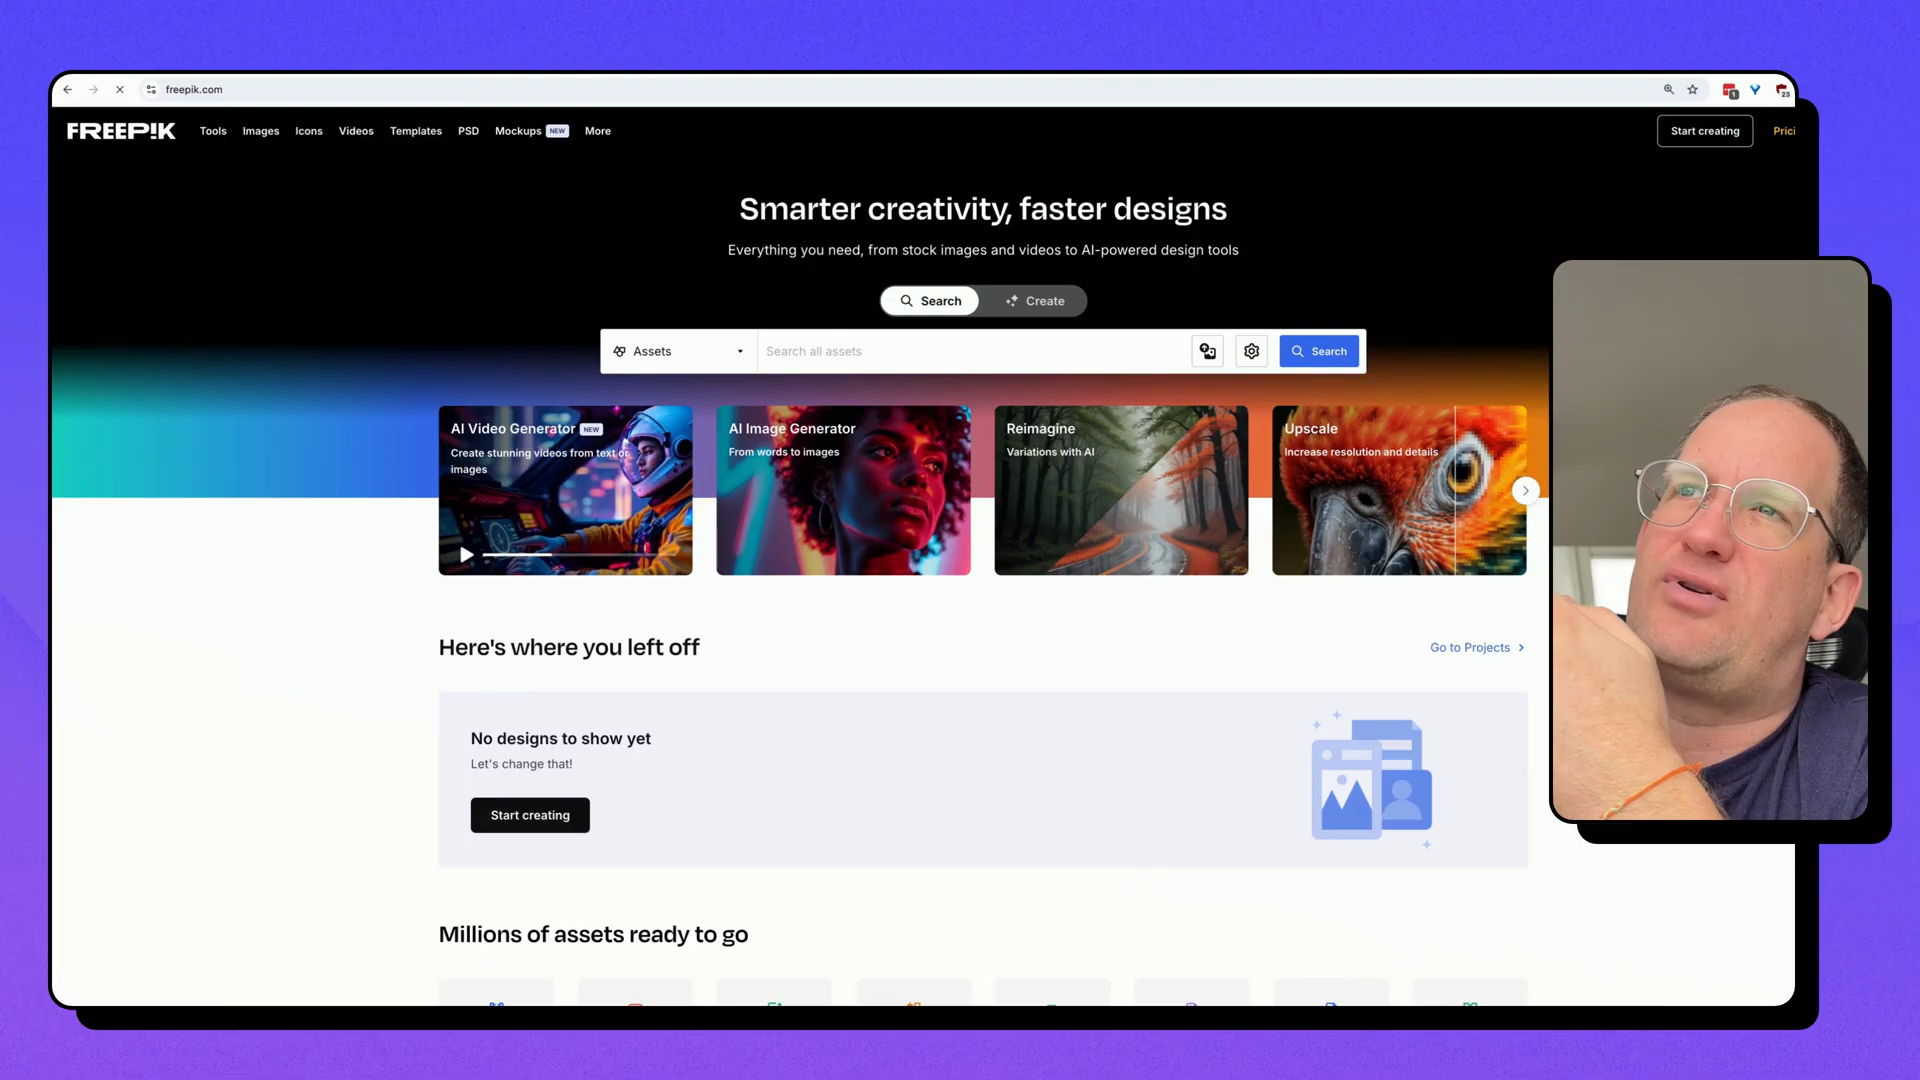 freepik.com
1
23
FREEPIK
Tools
Images
Icons
Videos
Templates
PSD
Mockups NEW
More
Start creating
Prici
Smarter creativity, faster designs
Everything you need, from stock images and videos to AI-powered design tools
Search
Create
Assets
Search all assets
Search
AI Video Generator NEW
Create stunning videos from text or
images
AI Image Generator
From words to images
Reimagine
Variations with AI
Upscale
Increase resolution and details
Here's where you left off
Go to Projects
No designs to show yet
Let's change that!
Start creating
Millions of assets ready to go